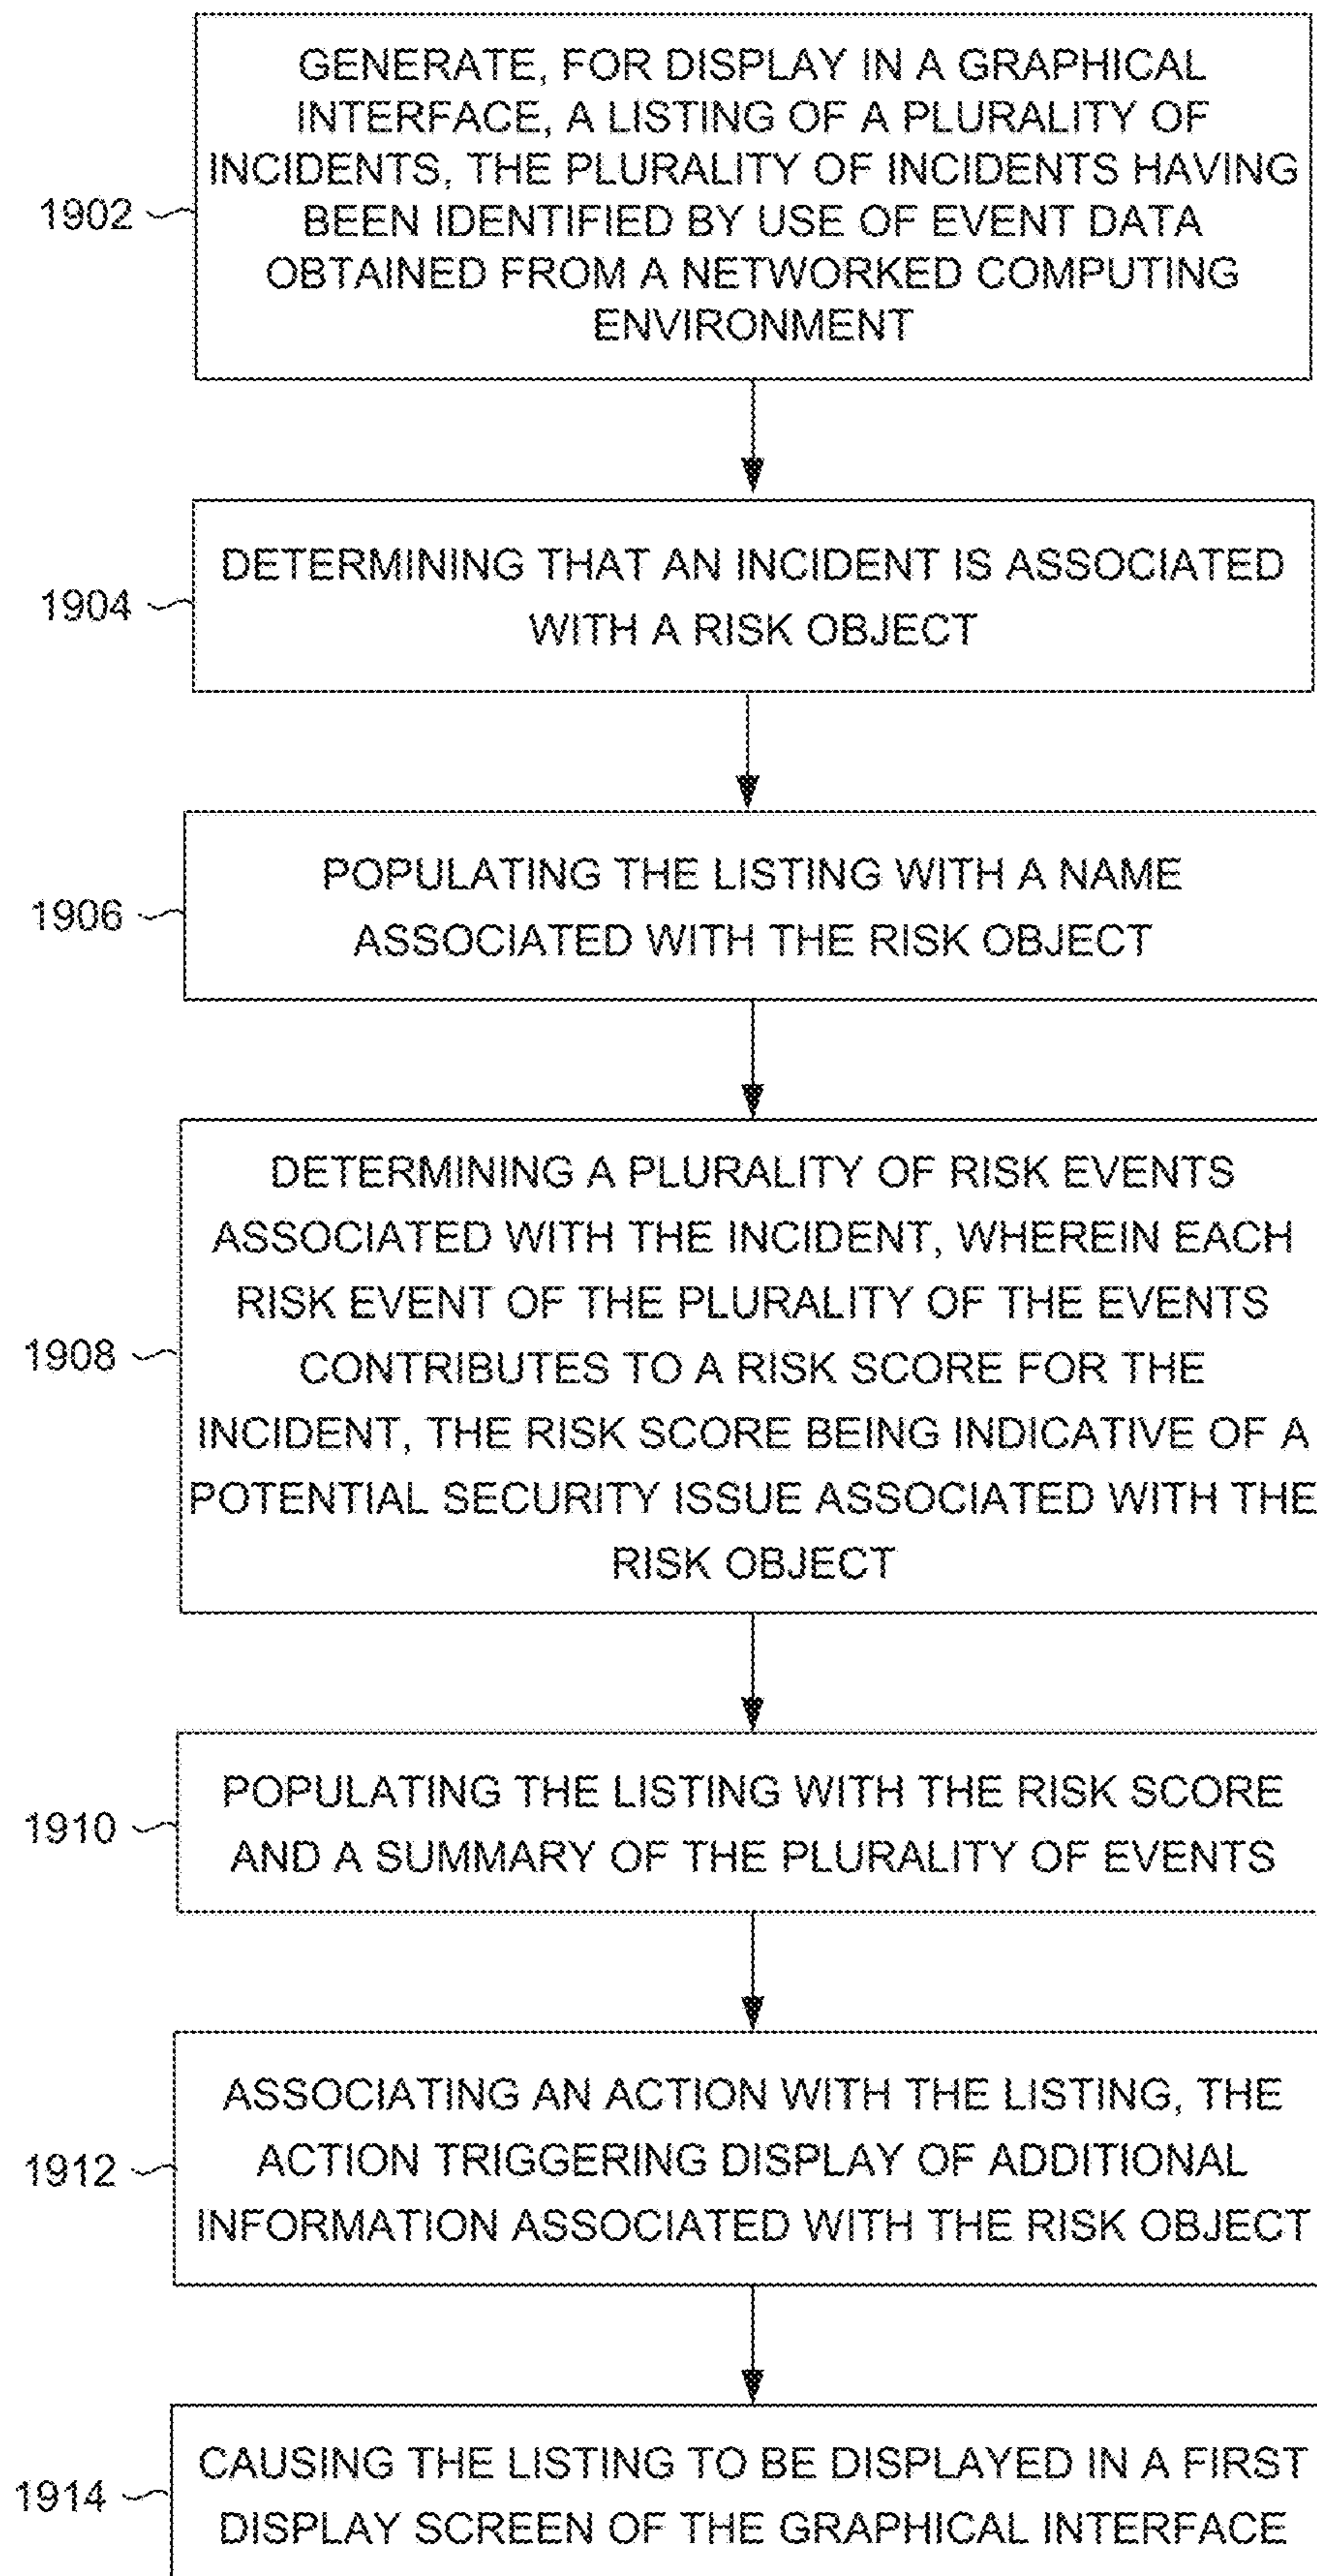 GENERATE, FOR DISPLAY IN A GRAPHICAL
INTERFACE, A LISTING OF A PLURALITY OF
INCIDENTS, THE PLURALITY OF INCIDENTS HAVING
1902
BEEN IDENTIFIED BY USE OF EVENT DATA
OBTAINED FROM A NETWORKED COMPUTING
ENVIRONMENT
DETERMINING THAT AN INCIDENT IS ASSOCIATED
1904
WITH A RISK OBJECT
POPULATING THE LISTING WITH A NAME
1906
ASSOCIATED WITH THE RISK OBJECT
DETERMINING A PLURALITY OF RISK EVENTS
ASSOCIATED WITH THE INCIDENT, WHEREIN EACH
RISK EVENT OF THE PLURALITY OF THE EVENTS
1908
CONTRIBUTES TO A RISK SCORE FOR THE
INCIDENT, THE RISK SCORE BEING INDICATIVE OF A
POTENTIAL SECURITY ISSUE ASSOCIATED WITH THE
RISK OBJECT
POPULATING THE LISTING WITH THE RISK SCORE
1910
AND A SUMMARY OF THE PLURALITY OF EVENTS
ASSOCIATING AN ACTION WITH THE LISTING, THE
1912
ACTION TRIGGERING DISPLAY OF ADDITIONAL
INFORMATION ASSOCIATED WITH THE RISK OBJECT
CAUSING THE LISTING TO BE DISPLAYED IN A FIRST
1914
DISPLAY SCREEN OF THE GRAPHICAL INTERFACE